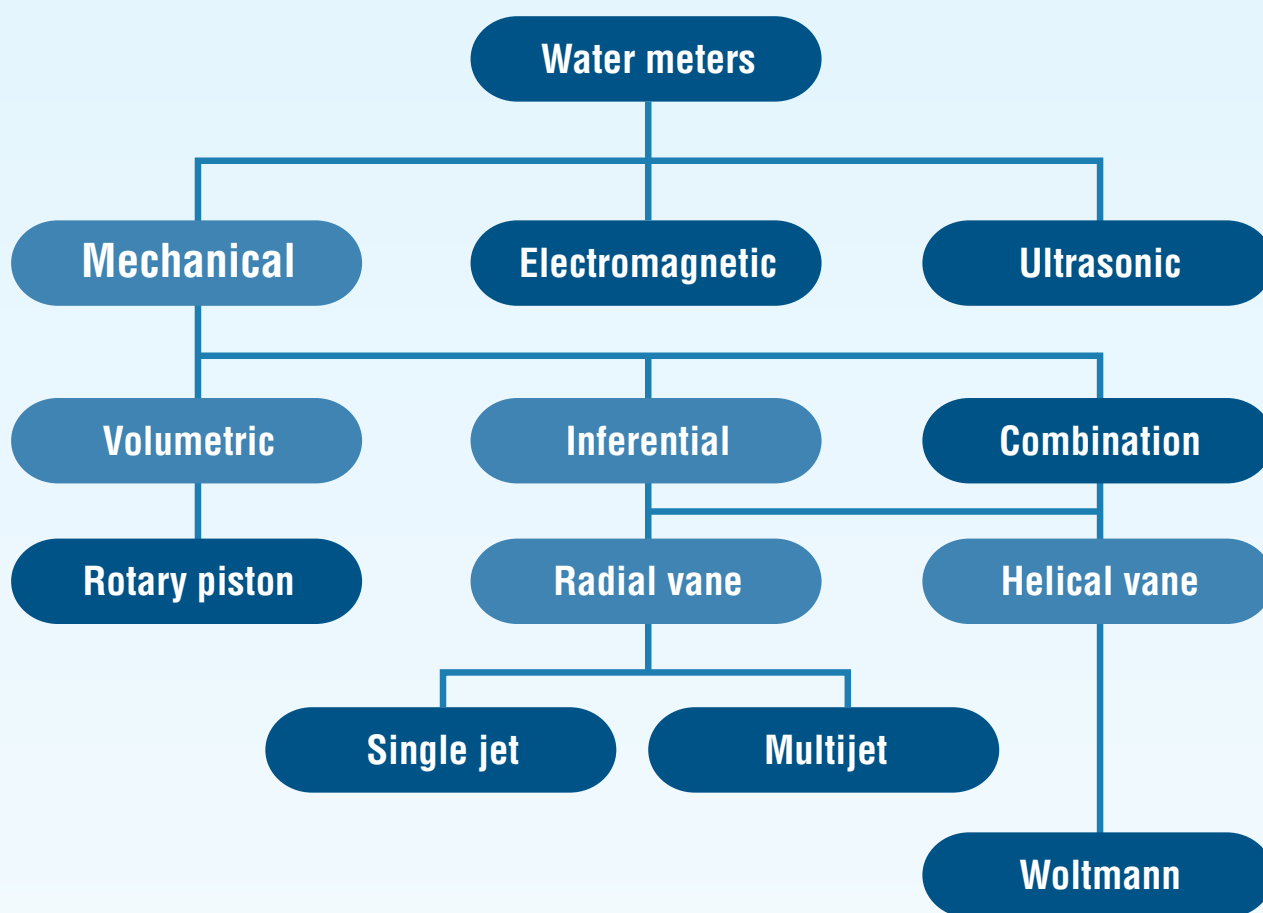 Water meters
Mechanical
Electromagnetic
Ultrasonic
Volumetric
Inferential
Combination
Rotary piston
Radial vane
Helical vane
Single jet
Multijet
Woltmann